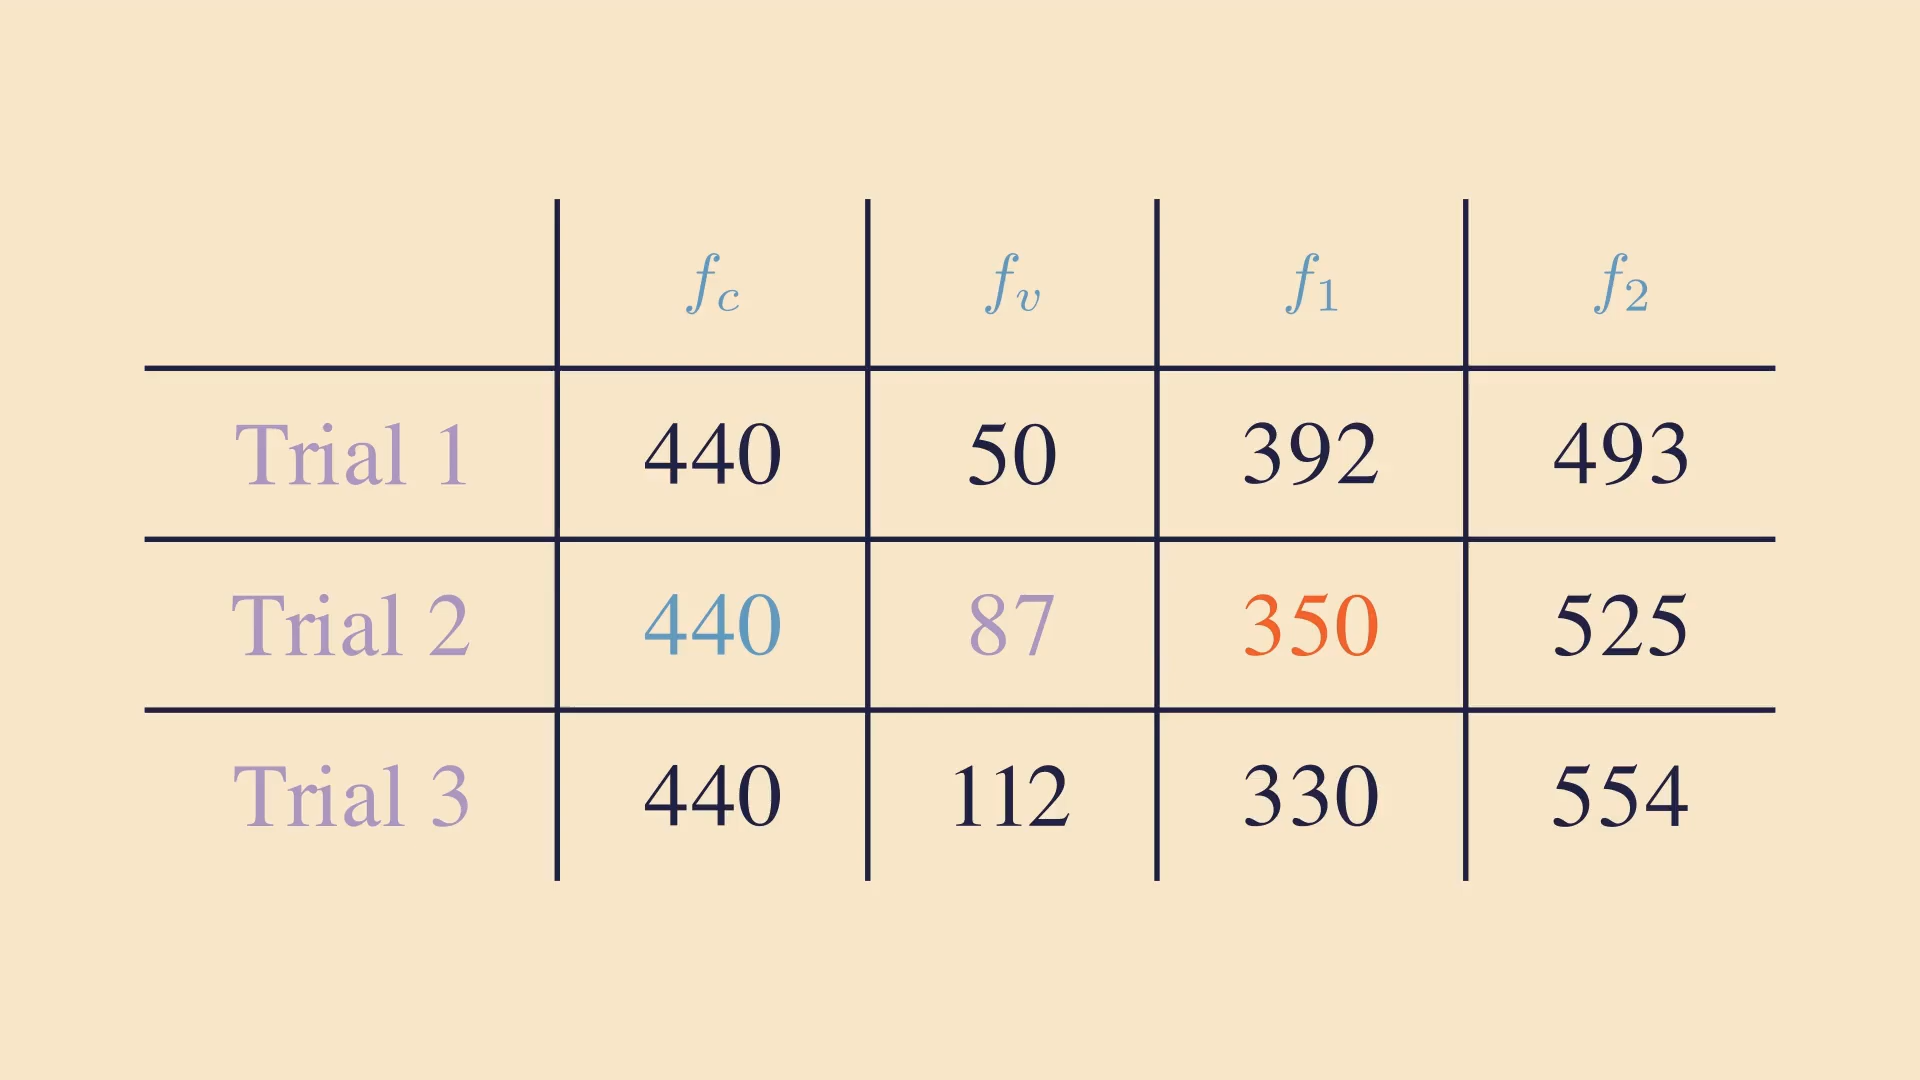 f_c f_v f_1 f_2
Trial 1 440 50 392 493
Trial 2 440 87 350 525
Trial 3 440 112 330 554